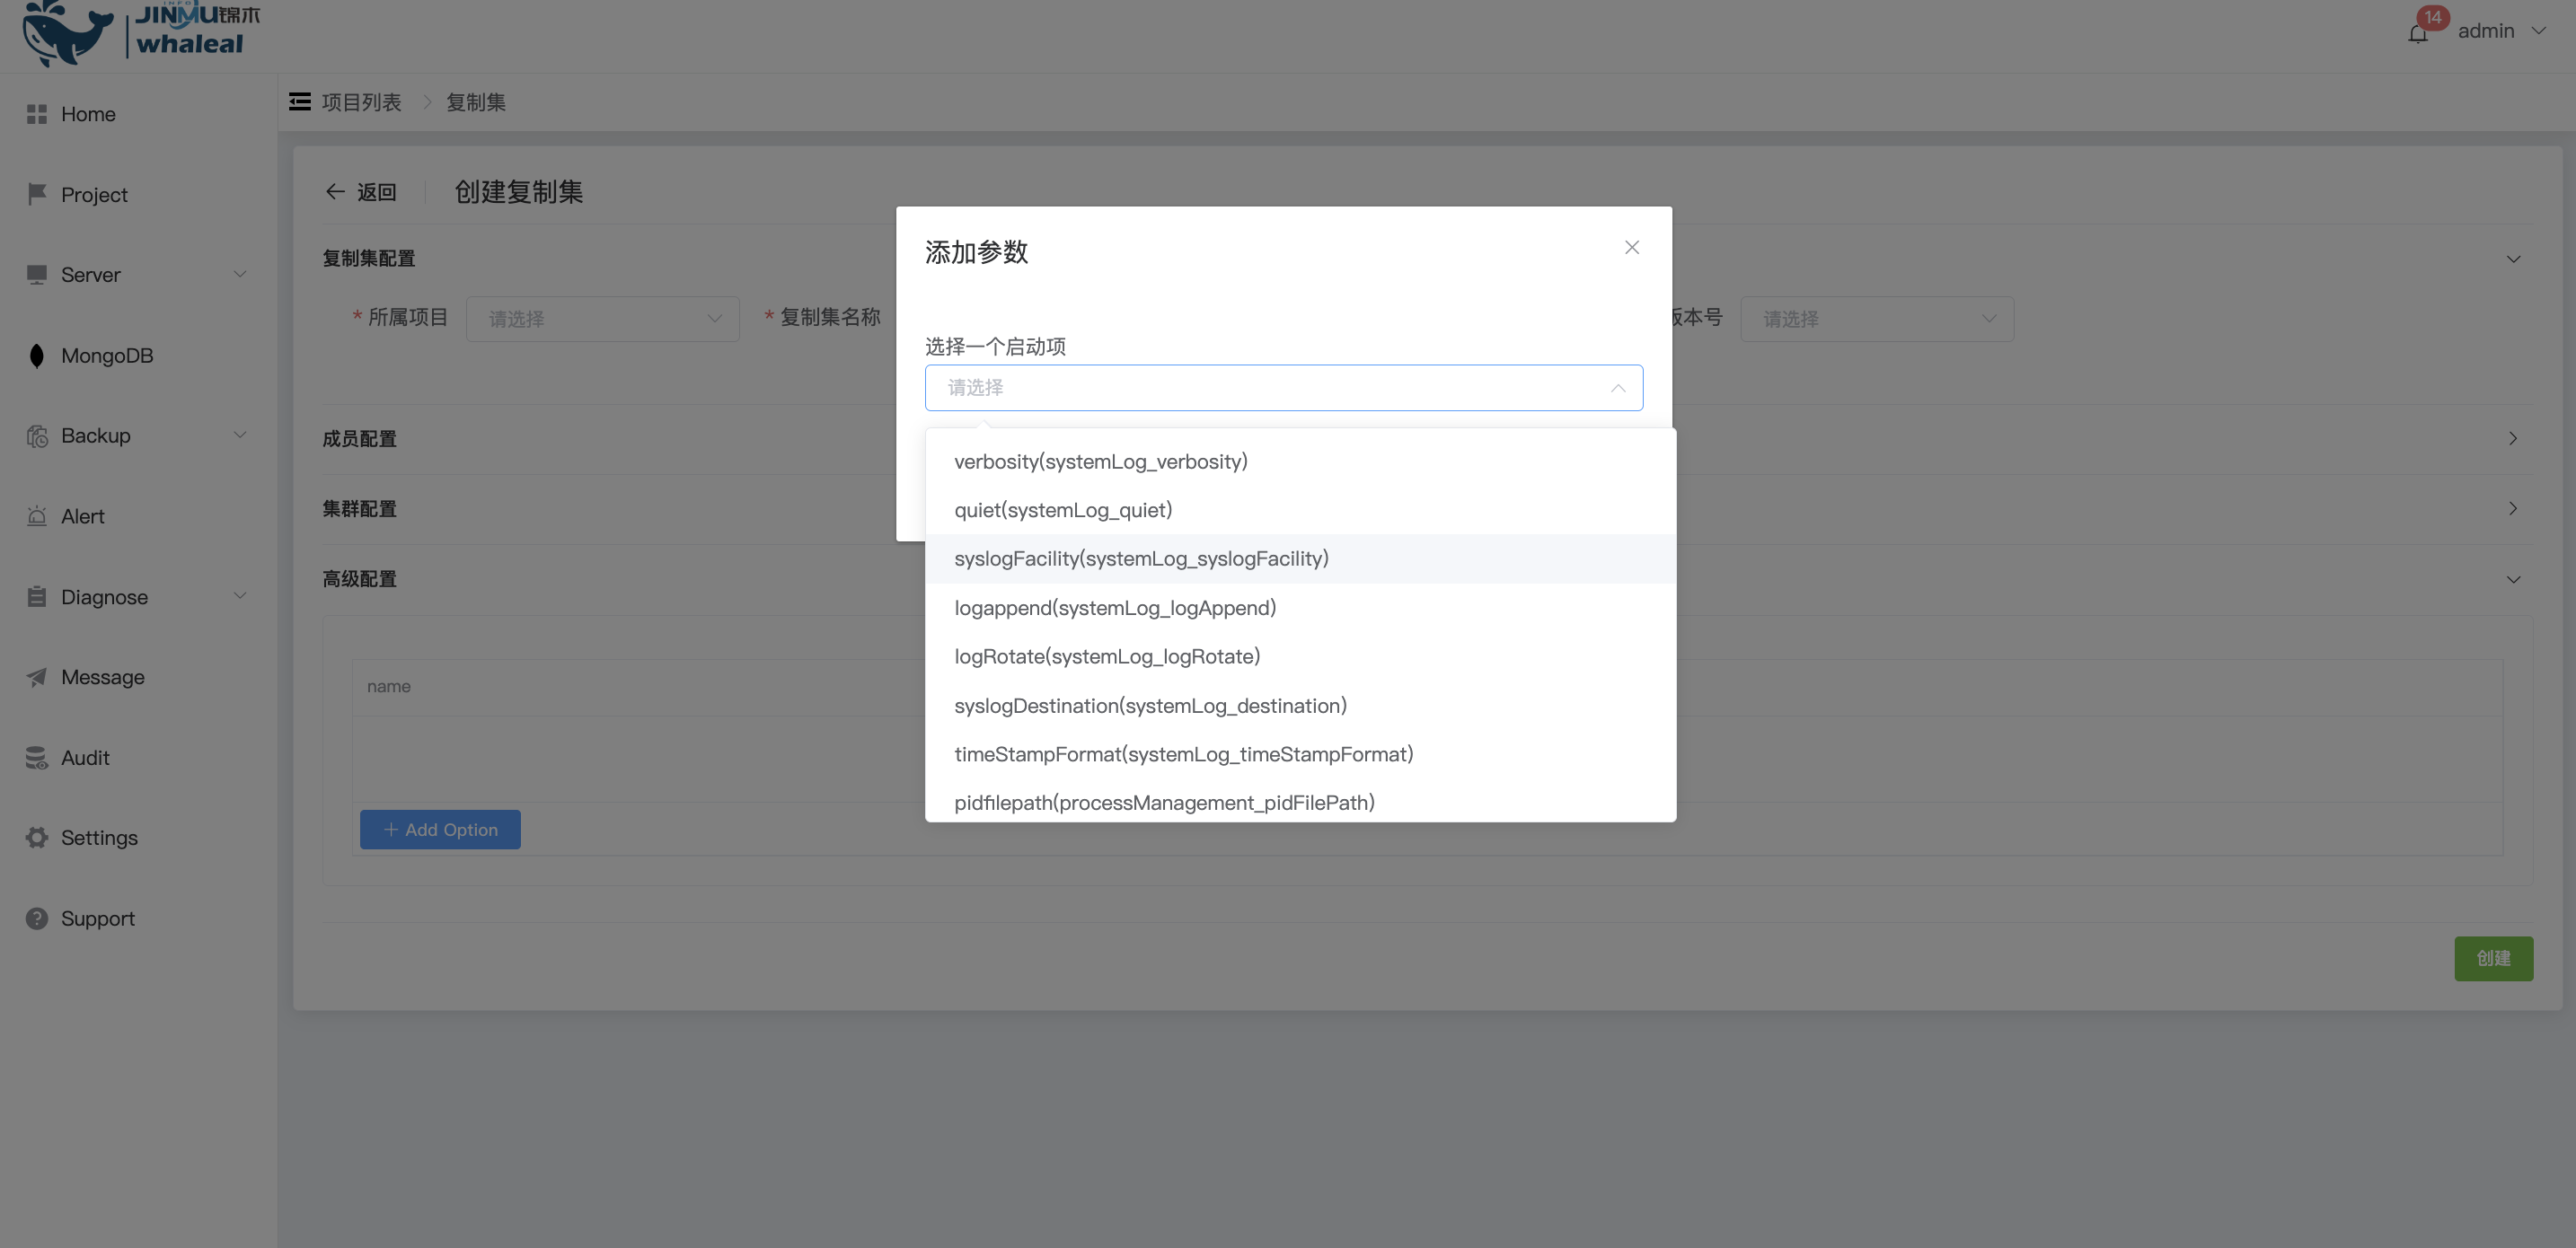 INFO
JINMU锦木
whaleal
14
admin
Home
Project
Server
MongoDB
Backup
Alert
Diagnose
Message
Audit
Settings
Support
项目列表 > 复制集
返回
创建复制集
复制集配置
* 所属项目 请选择 * 复制集名称
版本号 请选择
成员配置
集群配置
高级配置
name
+ Add Option
创建
添加参数
选择一个启动项
请选择
verbosity(systemLog_verbosity)
quiet(systemLog_quiet)
syslogFacility(systemLog_syslogFacility)
logappend(systemLog_logAppend)
logRotate(systemLog_logRotate)
syslogDestination(systemLog_destination)
timeStampFormat(systemLog_timeStampFormat)
pidfilepath(processManagement_pidFilePath)